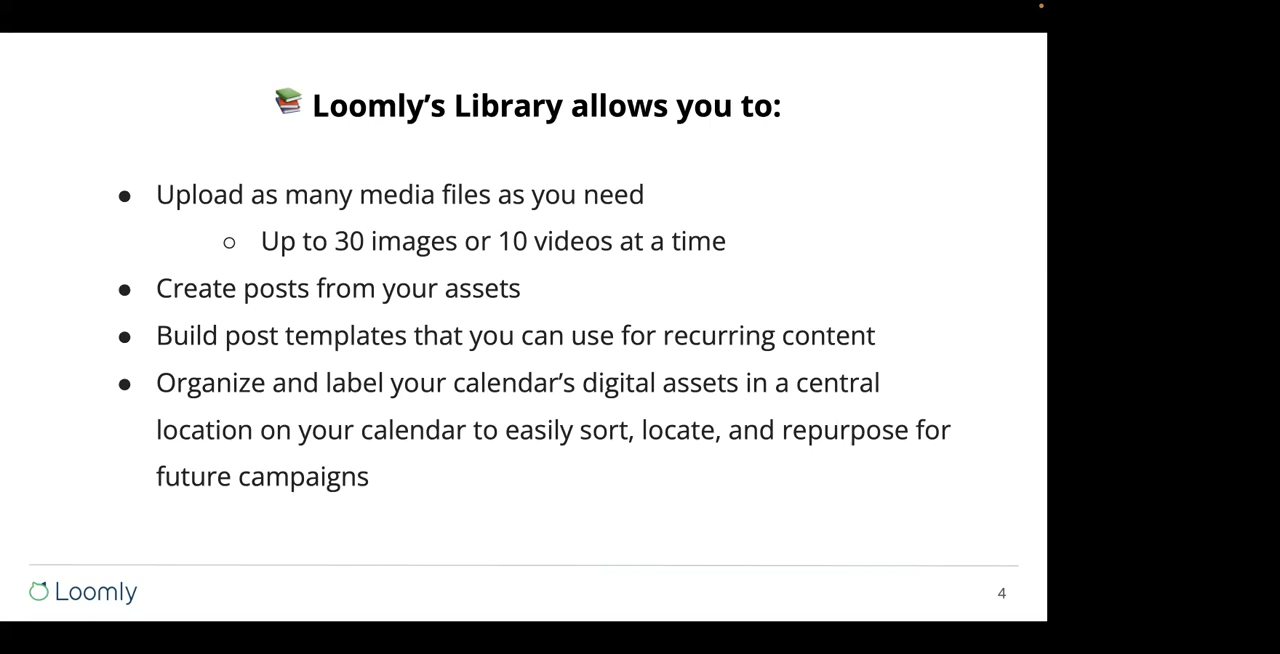 📚 Loomly’s Library allows you to:
● Upload as many media files as you need
○ Up to 30 images or 10 videos at a time
● Create posts from your assets
● Build post templates that you can use for recurring content
● Organize and label your calendar’s digital assets in a central
location on your calendar to easily sort, locate, and repurpose for
future campaigns
Loomly
4